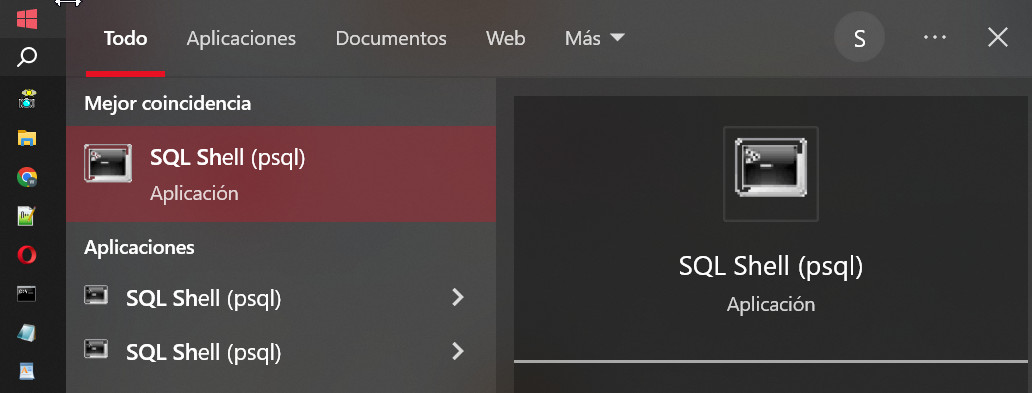 Todo Aplicaciones Documentos Web Más S
Mejor coincidencia
SQL Shell (psql)
Aplicación
Aplicaciones
SQL Shell (psql)
SQL Shell (psql)
SQL Shell (psql)
Aplicación